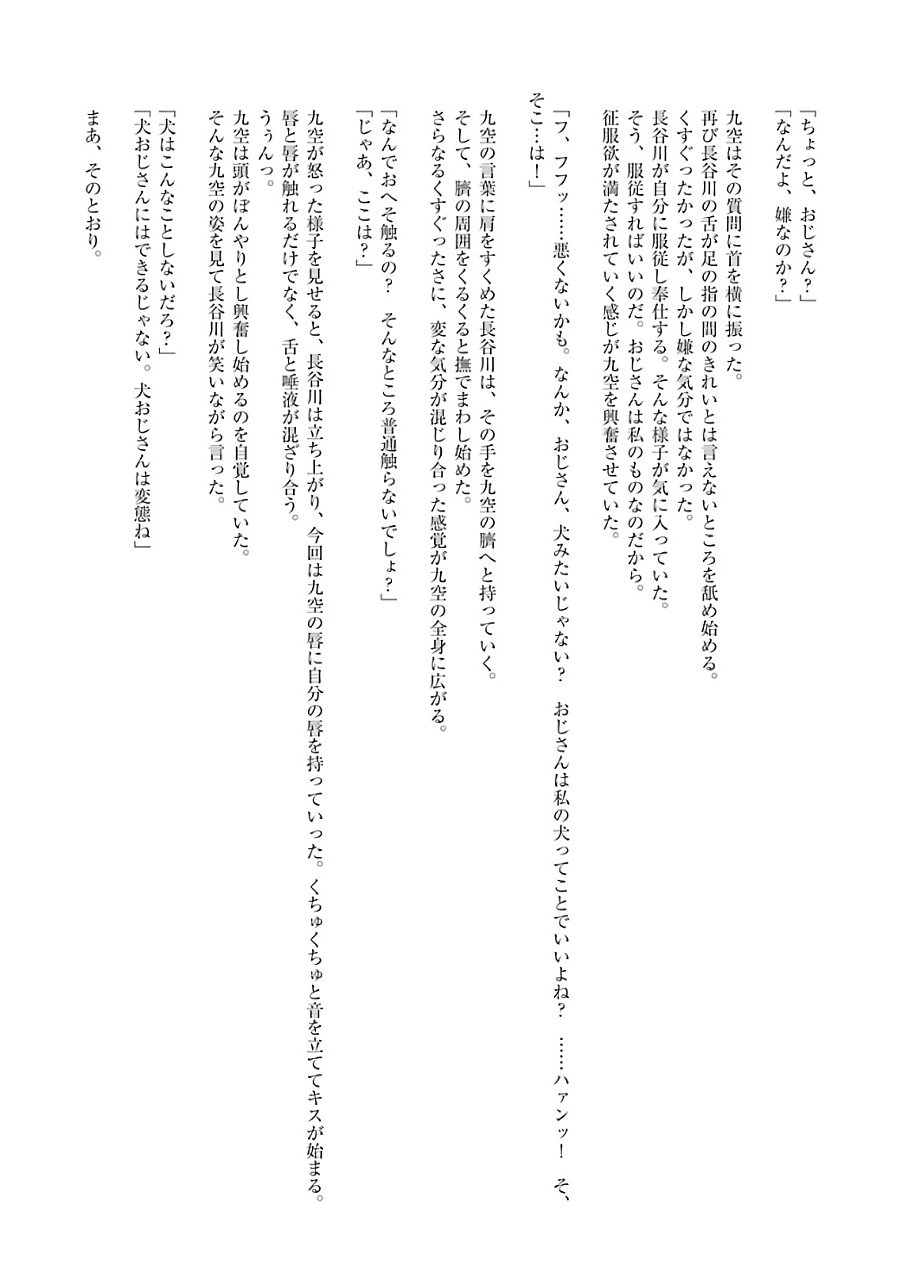 「ちょっと、おじさん？」
「なんだよ、嫌なのか？」
九空はその質問に首を横に振った。
再び長谷川の舌が足の指の間のきれいとは言えないところを舐め始める。
くすぐったかったが、しかし嫌な気分ではなかった。
長谷川が自分に服従し奉仕する。そんな様子が気に入っていた。
そう、服従すればいいのだ。おじさんは私のものなのだから。
征服欲が満たされていく感じが九空を興奮させていた。
「フ、フフッ……悪くないかも。なんか、おじさん、犬みたいじゃない？　おじさんは私の犬ってことでいいよね？　……ハァンッ！　そ、
そこ…は！」
九空の言葉に肩をすくめた長谷川は、その手を九空の臍へと持っていく。
そして、臍の周囲をくるくると撫でまわし始めた。
さらなるくすぐったさに、変な気分が混じり合った感覚が九空の全身に広がる。
「なんでおへそ触るの？　そんなところ普通触らないでしょ？」
「じゃあ、ここは？」
九空が怒った様子を見せると、長谷川は立ち上がり、今回は九空の唇に自分の唇を持っていった。くちゅくちゅと音を立ててキスが始まる。
唇と唇が触れるだけでなく、舌と唾液が混ざり合う。
うぅんっ。
九空は頭がぼんやりとし興奮し始めるのを自覚していた。
そんな九空の姿を見て長谷川が笑いながら言った。
「犬はこんなことしないだろ？」
「犬おじさんにはできるじゃない。犬おじさんは変態ね」
まあ、そのとおり。